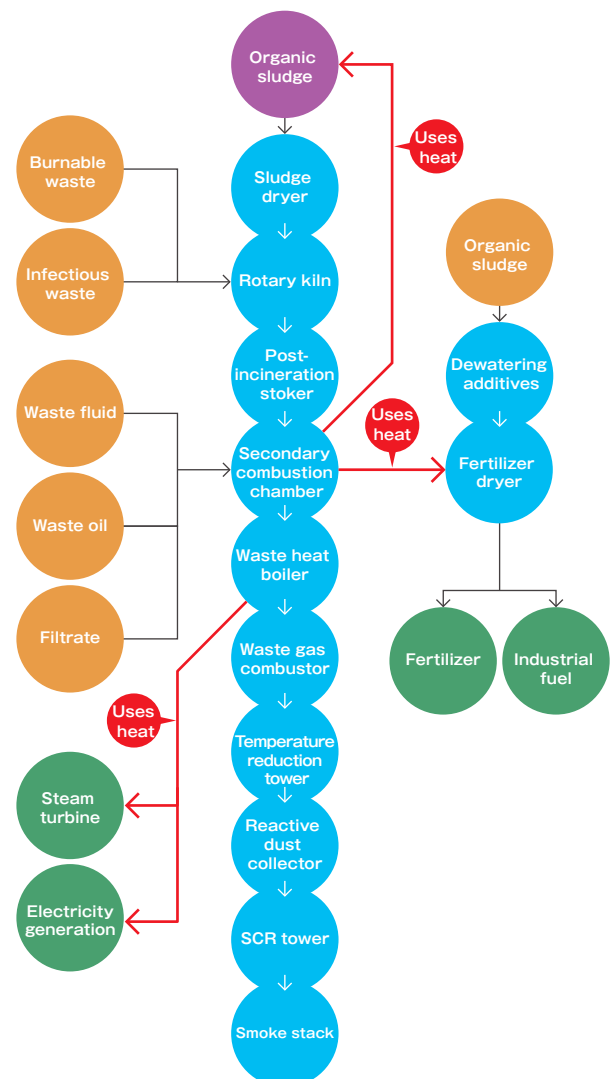 Organic
sludge
Uses
heat
Burnable
waste
Sludge
dryer
Infectious
waste
Rotary kiln
Organic
sludge
Post-
incineration
stoker
Dewatering
additives
Waste fluid
Uses
heat
Secondary
combustion
chamber
Fertilizer
dryer
Waste oil
Waste heat
boiler
Filtrate
Waste gas
combustor
Fertilizer
Industrial
fuel
Uses
heat
Temperature
reduction
tower
Steam
turbine
Reactive
dust
collector
Electricity
generation
SCR tower
Smoke stack